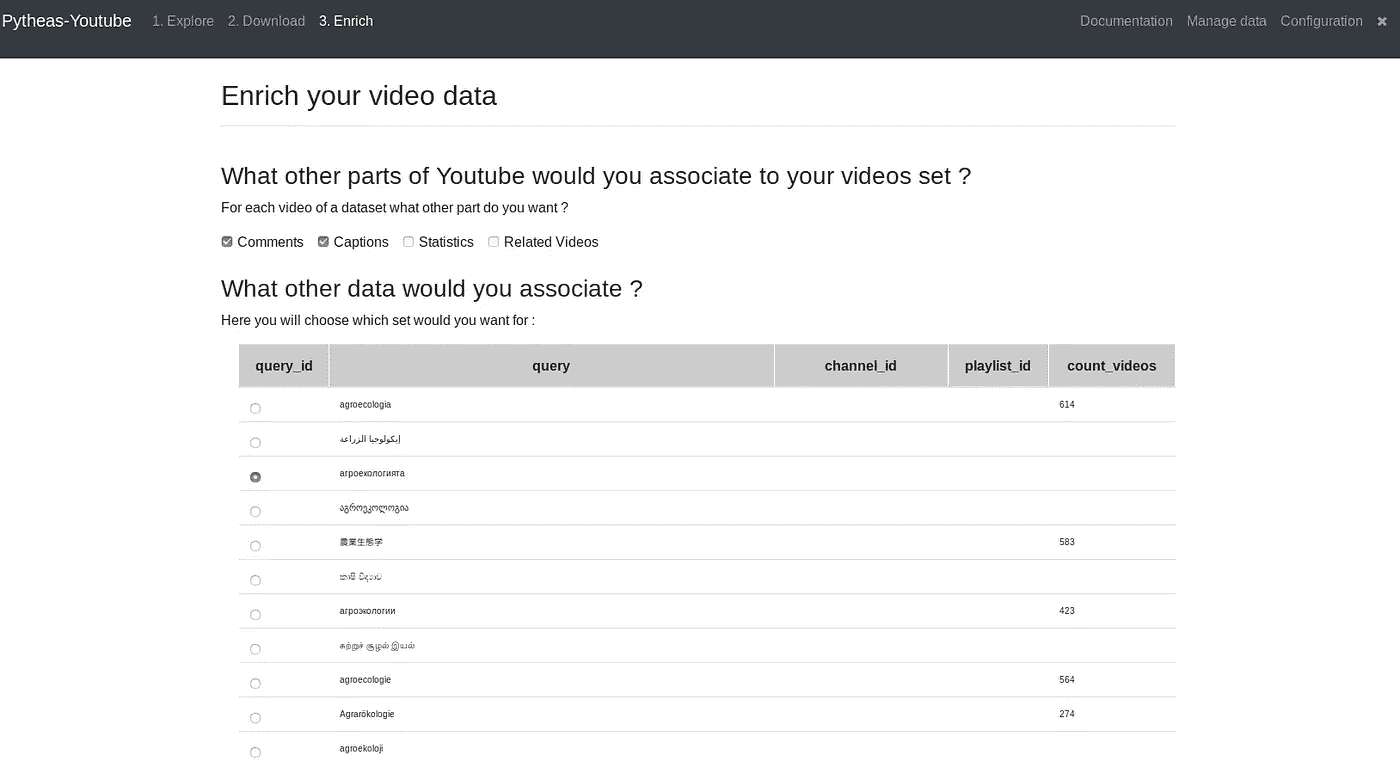 Pytheas-Youtube 1. Explore 2. Download 3. Enrich Documentation Manage data Configuration ✖
Enrich your video data
What other parts of Youtube would you associate to your videos set ?
For each video of a dataset what other part do you want ?
Comments Captions Statistics Related Videos
What other data would you associate ?
Here you will choose which set would you want for :
query_id query channel_id playlist_id count_videos
agroecologia 614
إيكولوجيا الزراعة
агроекологията
აგროეკოლოგია
農業生態学 583
කෘෂි විද්‍යාව
агроэкологии 423
சுற்றுச் சூழல் இயல்
agroecologie 564
Agrarökologie 274
agroekoloji